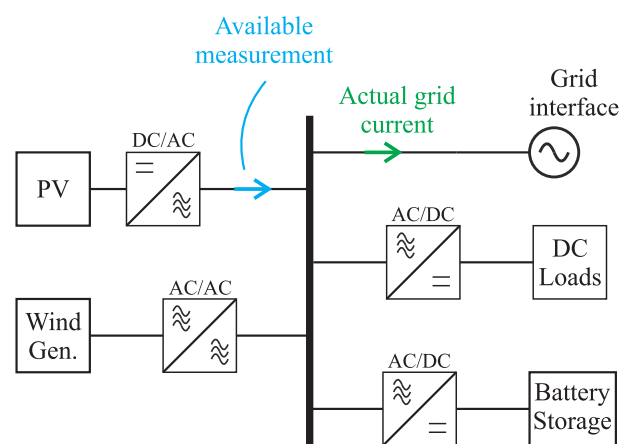 Available
measurement
Actual grid
current
Grid
interface
DC/AC
PV
AC/DC
DC
Loads
AC/AC
Wind
Gen.
AC/DC
Battery
Storage